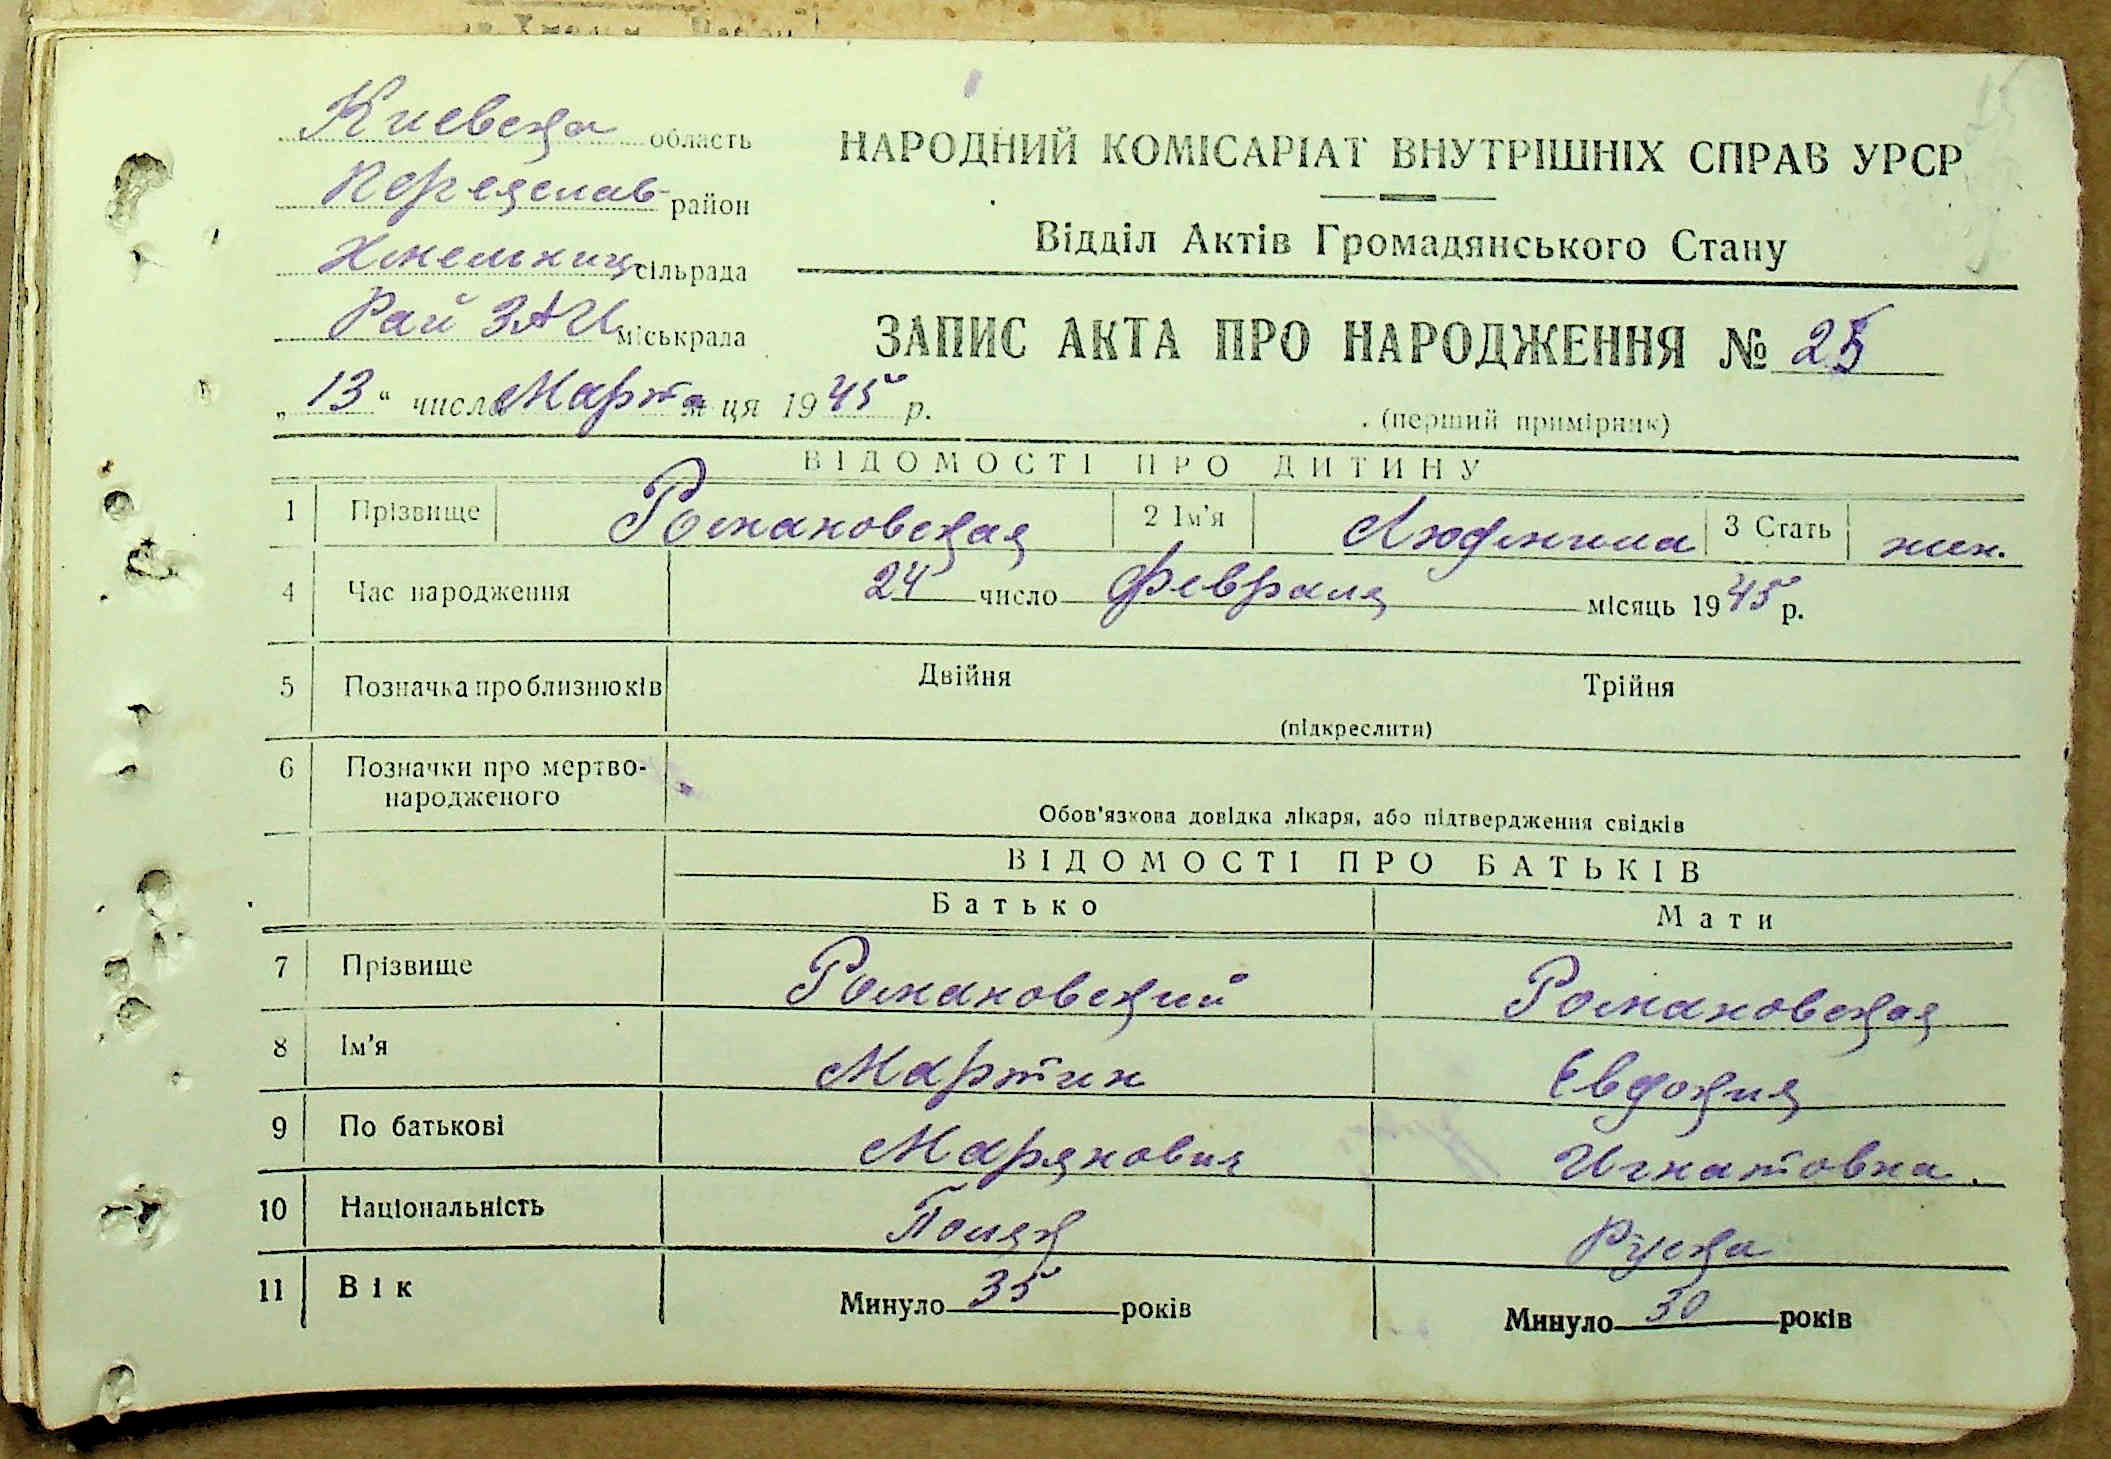 Киевска область
Переяслав район
Хмельниц сільрада
Рай ЗАГС міськрада
НАРОДНИЙ КОМІСАРІАТ ВНУТРІШНІХ СПРАВ УРСР
Відділ Актів Громадянського Стану
ЗАПИС АКТА ПРО НАРОДЖЕННЯ № 25
„ 13 “ числа Марта м ця 1945 р.
(перший примірник)
ВІДОМОСТІ ПРО ДИТИНУ
1 Прізвище Романовская 2 Ім'я Людмила 3 Стать жен.
4 Час народження 24 число Февраля місяць 1945 р.
5 Позначка про близнюків Двійня Трійня
(підкреслити)
6 Позначки про мертво-
народженого
Обов'язкова довідка лікаря, або підтвердження свідків
ВІДОМОСТІ ПРО БАТЬКІВ
Батько Мати
7 Прізвище Романовский Романовская
8 Ім'я Мартин Евдокия
9 По батькові Марянович Игнатовна.
10 Національність Поляк Руска
11 Вік Минуло 35 років Минуло 30 років